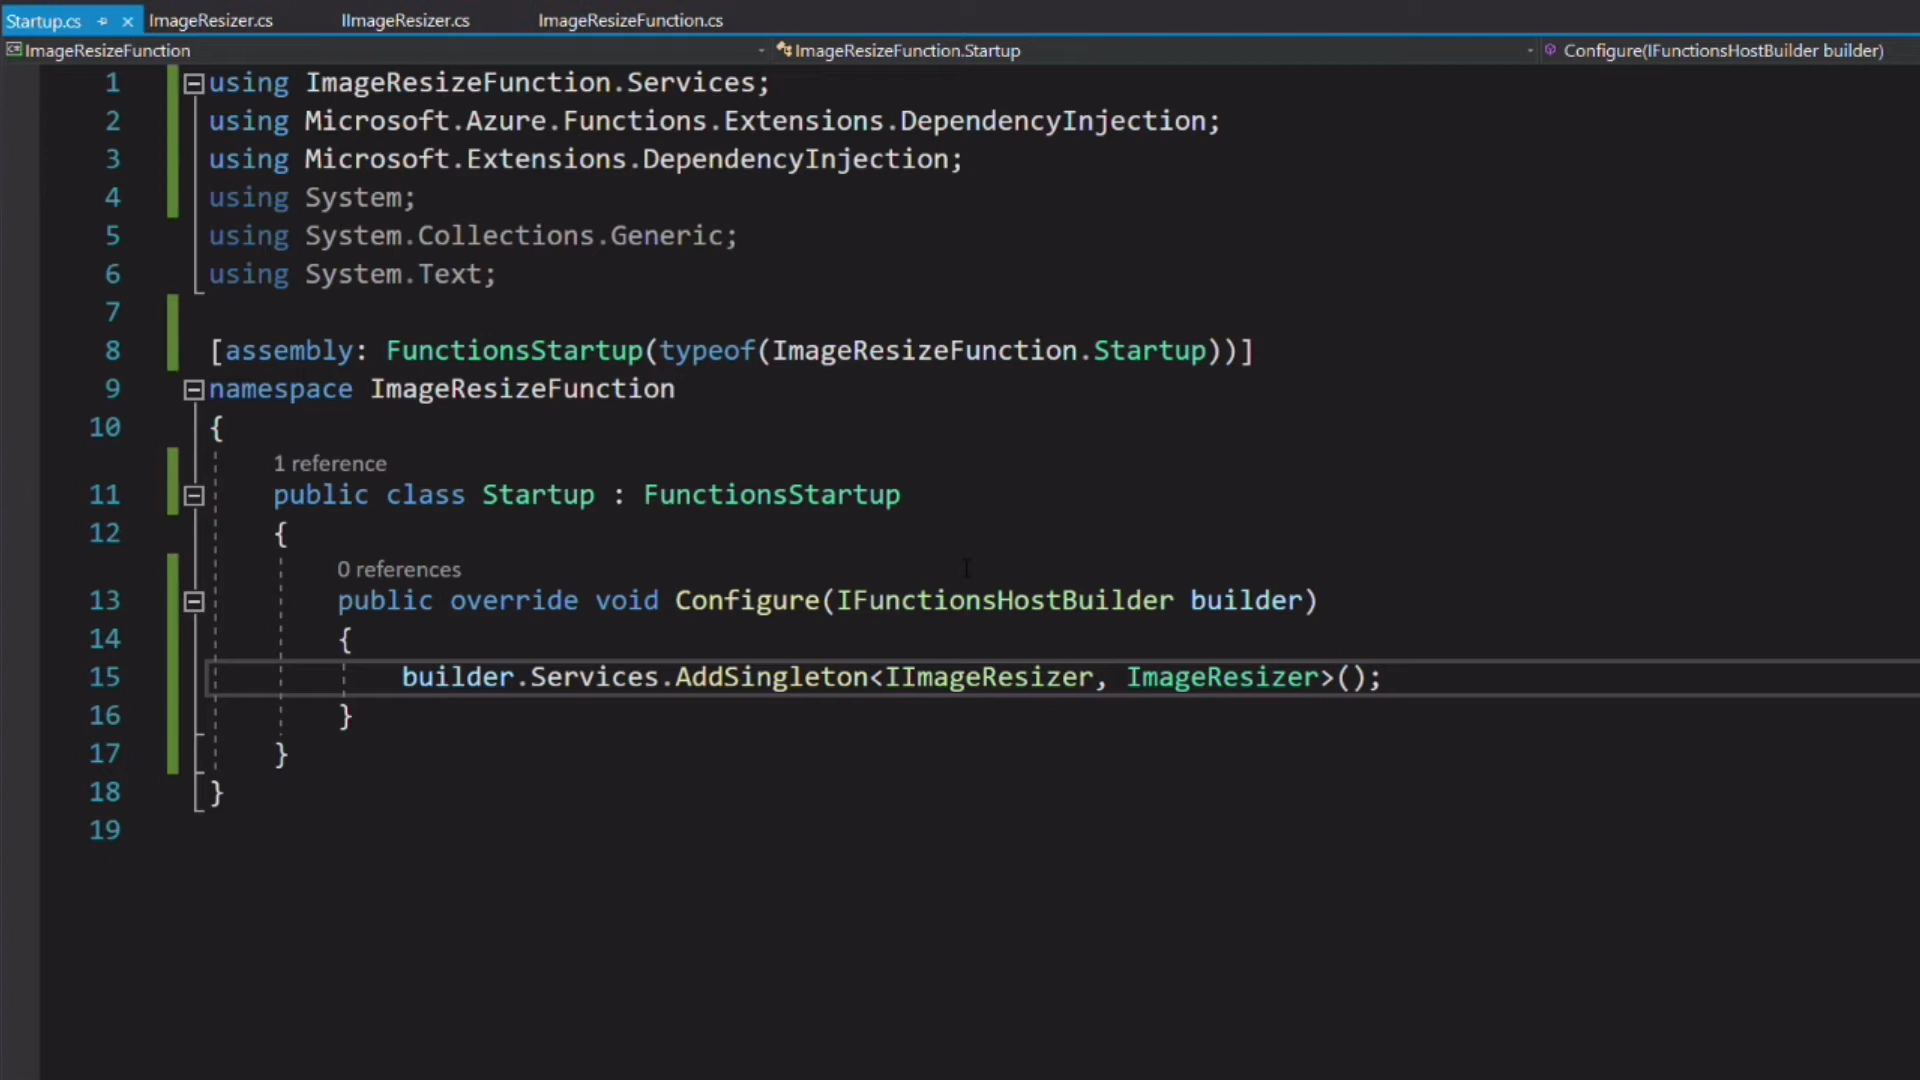 Startup.cs ImageResizer.cs IImageResizer.cs ImageResizeFunction.cs
ImageResizeFunction ImageResizeFunction.Startup Configure(IFunctionsHostBuilder builder)
1 using ImageResizeFunction.Services;
2 using Microsoft.Azure.Functions.Extensions.DependencyInjection;
3 using Microsoft.Extensions.DependencyInjection;
4 using System;
5 using System.Collections.Generic;
6 using System.Text;
7
8 [assembly: FunctionsStartup(typeof(ImageResizeFunction.Startup))]
9 namespace ImageResizeFunction
10 {
1 reference
11 public class Startup : FunctionsStartup
12 {
0 references
13 public override void Configure(IFunctionsHostBuilder builder)
14 {
15 builder.Services.AddSingleton<IImageResizer, ImageResizer>();
16 }
17 }
18 }
19